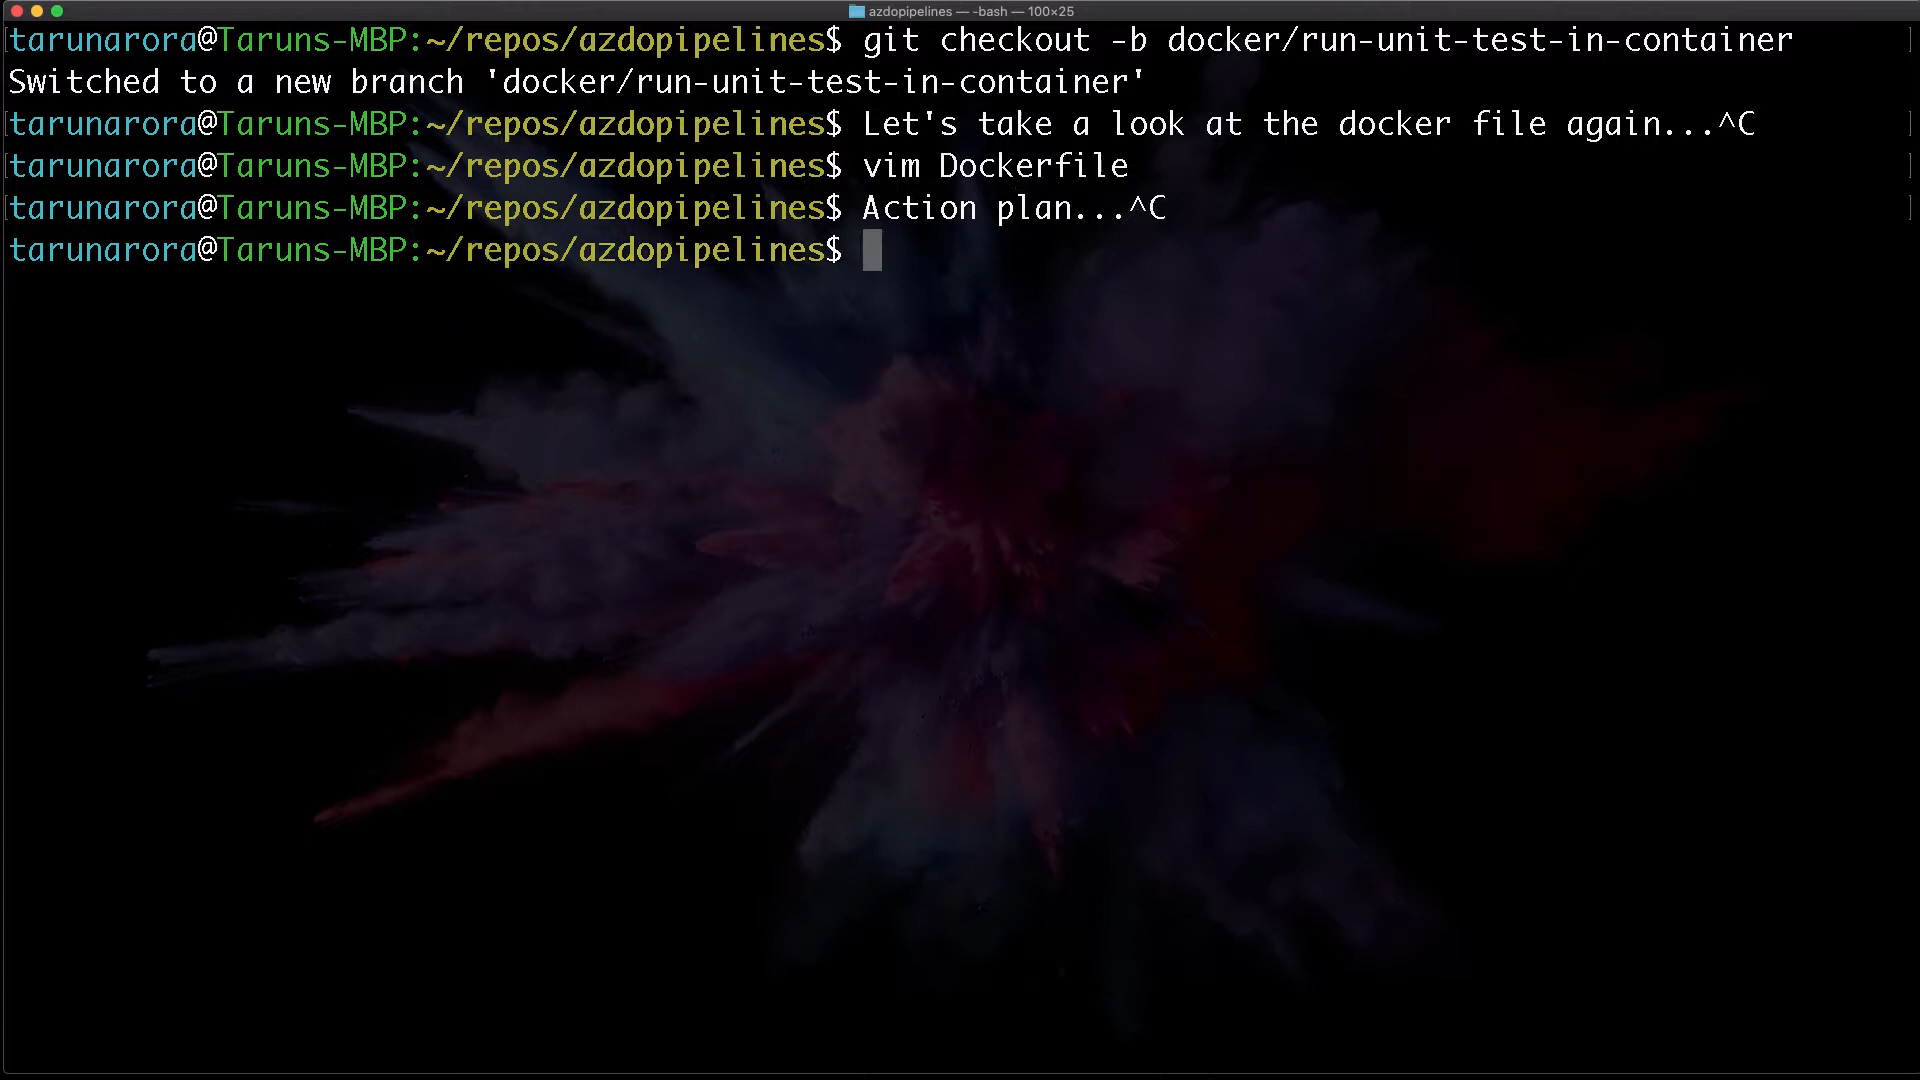 azdopipelines — -bash — 100×25
tarunarora@Taruns-MBP:~/repos/azdopipelines$ git checkout -b docker/run-unit-test-in-container
Switched to a new branch 'docker/run-unit-test-in-container'
tarunarora@Taruns-MBP:~/repos/azdopipelines$ Let's take a look at the docker file again...^C
tarunarora@Taruns-MBP:~/repos/azdopipelines$ vim Dockerfile
tarunarora@Taruns-MBP:~/repos/azdopipelines$ Action plan...^C
tarunarora@Taruns-MBP:~/repos/azdopipelines$